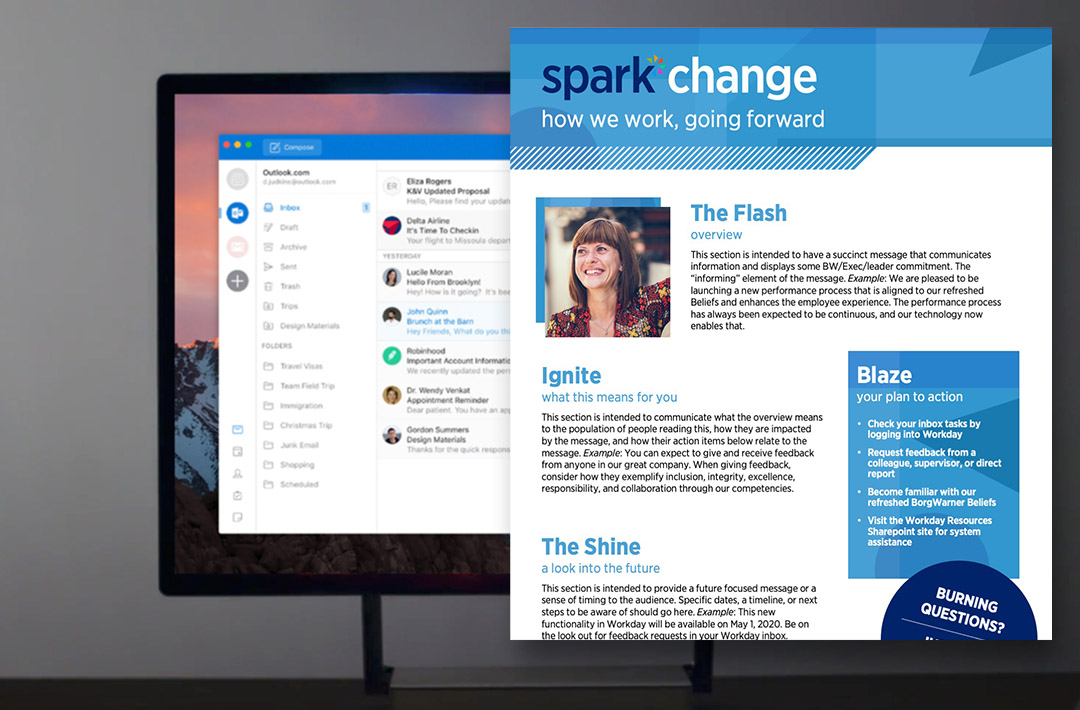 Compose
Outlook.com
d.judkins@outlook.com
Inbox
1
Draft
Archive
Sent
Trash
Trips
Design Materials
FOLDERS
Travel Visas
Team Field Trip
Immigration
Christmas Trip
Junk Email
Shopping
Scheduled
ER
Eliza Rogers
K&V Updated Proposal
Hello, Please find your
Delta Airline
It's Time To Checkin
Your flight to Missoula
YESTERDAY
Lucile Moran
Hello From Brooklyn!
Hey! How is it going? It's
John Quinn
Brunch at the Barn
Hey Friends, What do you
Robinhood
Important Account
We recently updated the
Dr. Wendy Venkat
Appointment Reminder
Dear patient. You have an
Gordon Summers
Design Materials
Thanks for the quick
spark change
how we work, going forward
The Flash
overview
This section is intended to have a succinct message that communicates
information and displays some BW/Exec/leader commitment. The
"informing" element of the message. Example: We are pleased to be
launching a new performance process that is aligned to our refreshed
Beliefs and enhances the employee experience. The performance process
has always been expected to be continuous, and our technology now
enables that.
Ignite
what this means for you
This section is intended to communicate what the overview means
to the population of people reading this, how they are impacted
by the message, and how their action items below relate to the
message. Example: You can expect to give and receive feedback
from anyone in our great company. When giving feedback,
consider how they exemplify inclusion, integrity, excellence,
responsibility, and collaboration through our competencies.
Blaze
your plan to action
• Check your inbox tasks by
logging into Workday
• Request feedback from a
colleague, supervisor, or direct
report
• Become familiar with our
refreshed BorgWarner Beliefs
• Visit the Workday Resources
Sharepoint site for system
assistance
The Shine
a look into the future
This section is intended to provide a future focused message or a
sense of timing to the audience. Specific dates, a timeline, or next
steps to be aware of should go here. Example: This new
functionality in Workday will be available on May 1, 2020. Be on
the look out for feedback requests in your Workday inbox.
BURNING
QUESTIONS?